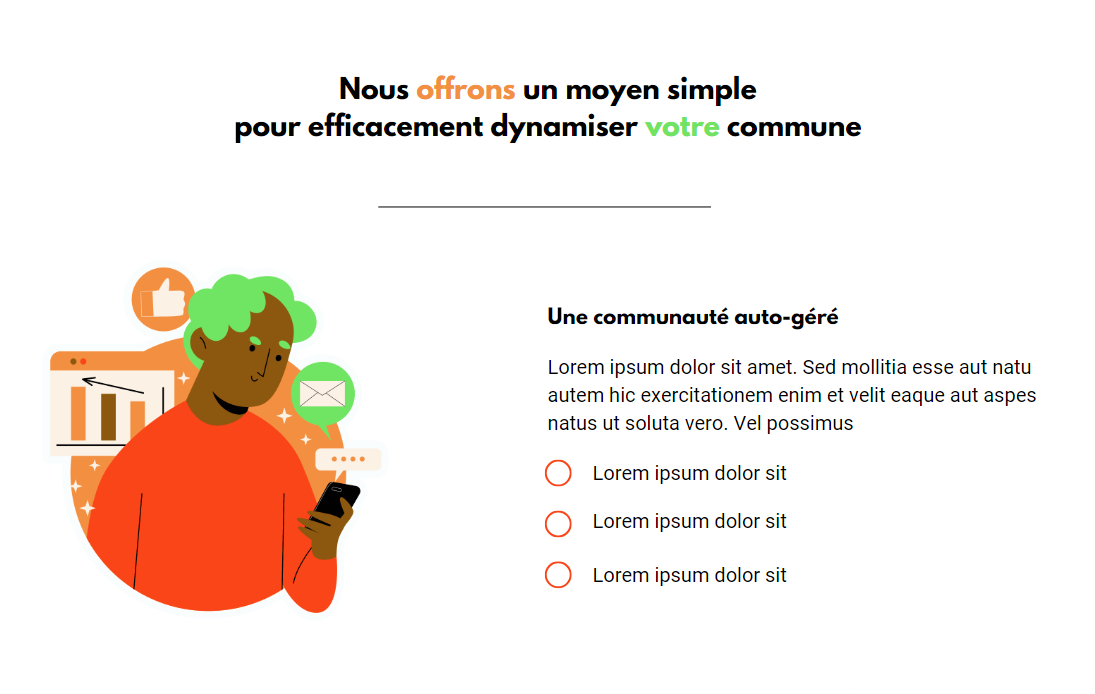 Nous offrons un moyen simple
pour efficacement dynamiser votre commune
Une communauté auto-géré
Lorem ipsum dolor sit amet. Sed mollitia esse aut natu
autem hic exercitationem enim et velit eaque aut aspes
natus ut soluta vero. Vel possimus
Lorem ipsum dolor sit
Lorem ipsum dolor sit
Lorem ipsum dolor sit